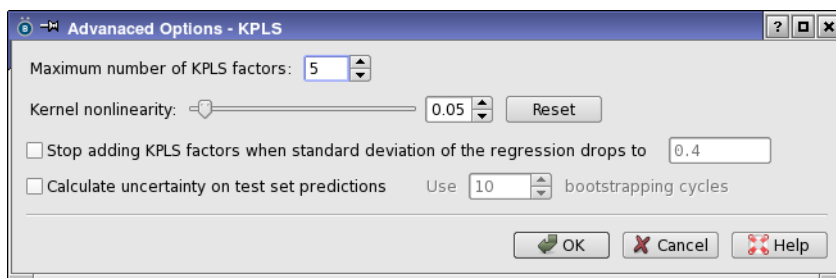 Advanaced Options - KPLS
Maximum number of KPLS factors: 5
Kernel nonlinearity: 0.05 Reset
Stop adding KPLS factors when standard deviation of the regression drops to 0.4
Calculate uncertainty on test set predictions Use 10 bootstrapping cycles
OK Cancel Help